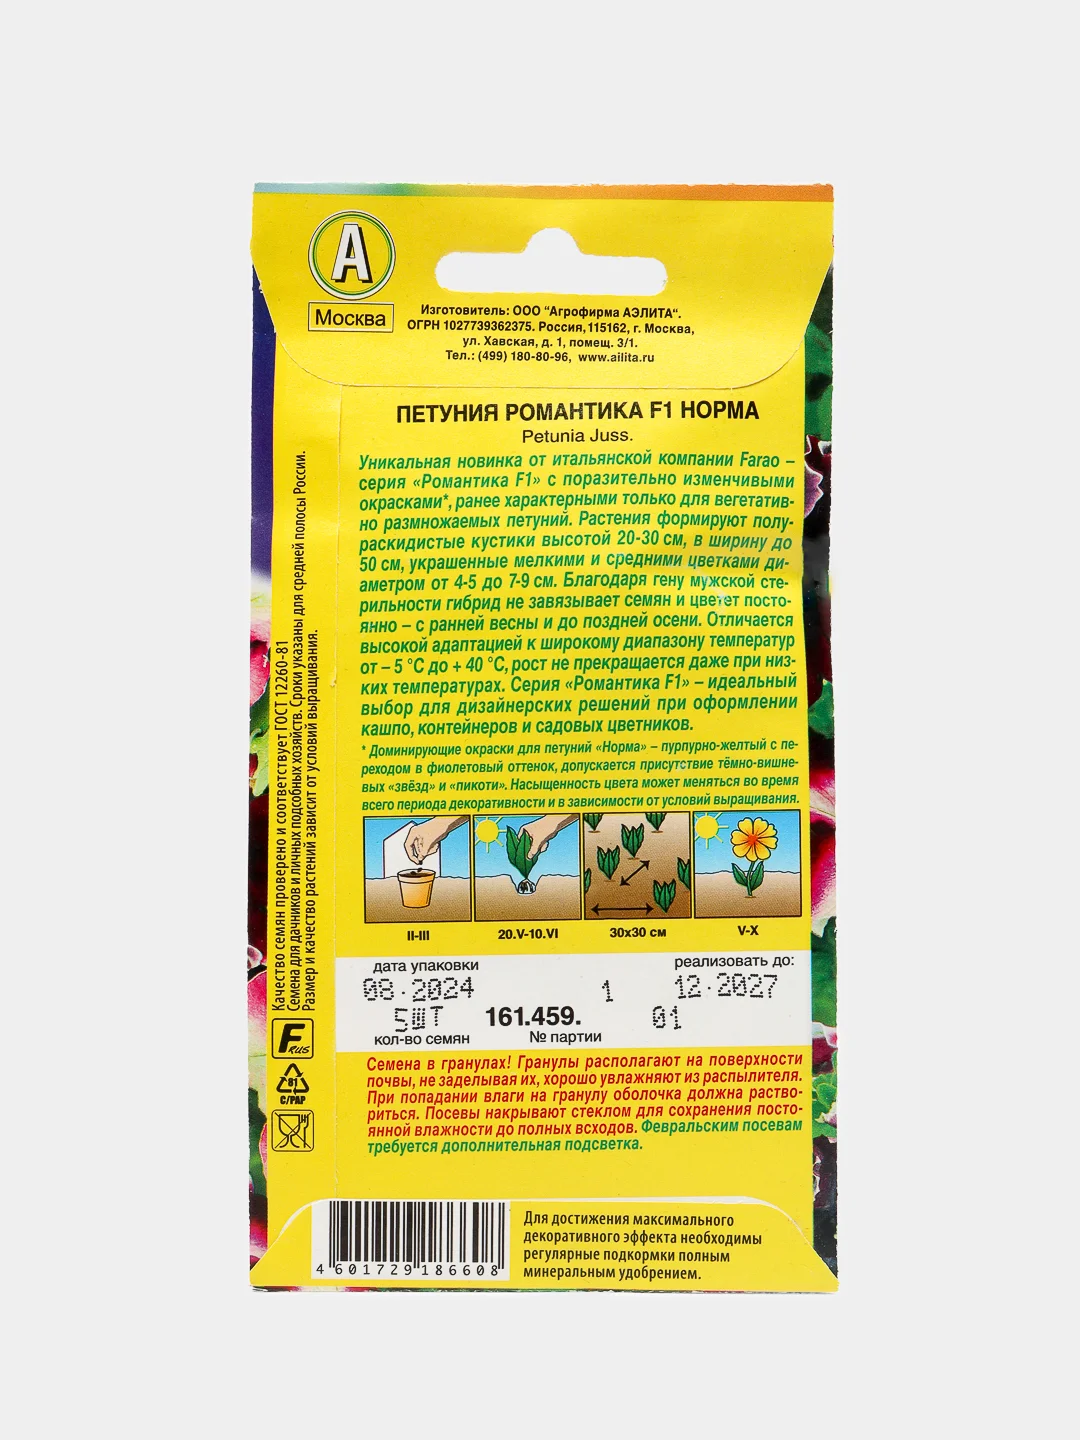 А
Москва
Изготовитель: ООО "Агрофирма АЭЛИТА".
ОГРН 1027739362375. Россия,115162, г. Москва,
ул. Хавская, д. 1, помещ. 3/1.
Тел.: (499) 180-80-96, www.ailita.ru
ПЕТУНИЯ РОМАНТИКА F1 НОРМА
Petunia Juss.
Уникальная новинка от итальянской компании Farao –
серия «Романтика F1» с поразительно изменчивыми
окрасками*, ранее характерными только для вегетатив-
но размножаемых петуний. Растения формируют полу-
раскидистые кустики высотой 20-30 см, в ширину до
50 см, украшенные мелкими и средними цветками ди-
аметром от 4-5 до 7-9 см. Благодаря гену мужской сте-
рильности гибрид не завязывает семян и цветет посто-
янно – с ранней весны и до поздней осени. Отличается
высокой адаптацией к широкому диапазону температур
от – 5 °С до + 40 °С, рост не прекращается даже при низ-
ких температурах. Серия «Романтика F1» – идеальный
выбор для дизайнерских решений при оформлении
кашпо, контейнеров и садовых цветников.
* Доминирующие окраски для петуний «Норма» – пурпурно-желтый с пе-
реходом в фиолетовый оттенок, допускается присутствие тёмно-вишне-
вых «звёзд» и «пикоти». Насыщенность цвета может меняться во время
всего периода декоративности и в зависимости от условий выращивания.
II-III
20.V-10.VI
30х30 см
V-X
дата упаковки
реализовать до:
08.2024
1
12.2027
5ШТ
161.459.
01
кол-во семян
№ партии
Семена в гранулах! Гранулы располагают на поверхности
почвы, не заделывая их, хорошо увлажняют из распылителя.
При попадании влаги на гранулу оболочка должна раство-
риться. Посевы накрывают стеклом для сохранения посто-
янной влажности до полных всходов. Февральским посевам
требуется дополнительная подсветка.
Качество семян проверено и соответствует ГОСТ 12260-81
Семена для дачников и личных подсобных хозяйств. Сроки указаны для средней полосы России.
Размер и качество растений зависит от условий выращивания.
F RUS
81
C/PAP
4 601729 186608
Для достижения максимального
декоративного эффекта необходимы
регулярные подкормки полным
минеральным удобрением.